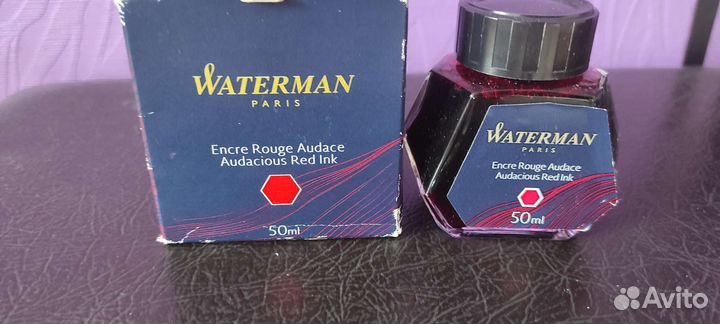 WATERMAN
PARIS
Encre Rouge Audace
Audacious Red Ink
50ml
WATERMAN
PARIS
Encre Rouge Audace
Audacious Red Ink
50ml
Avito